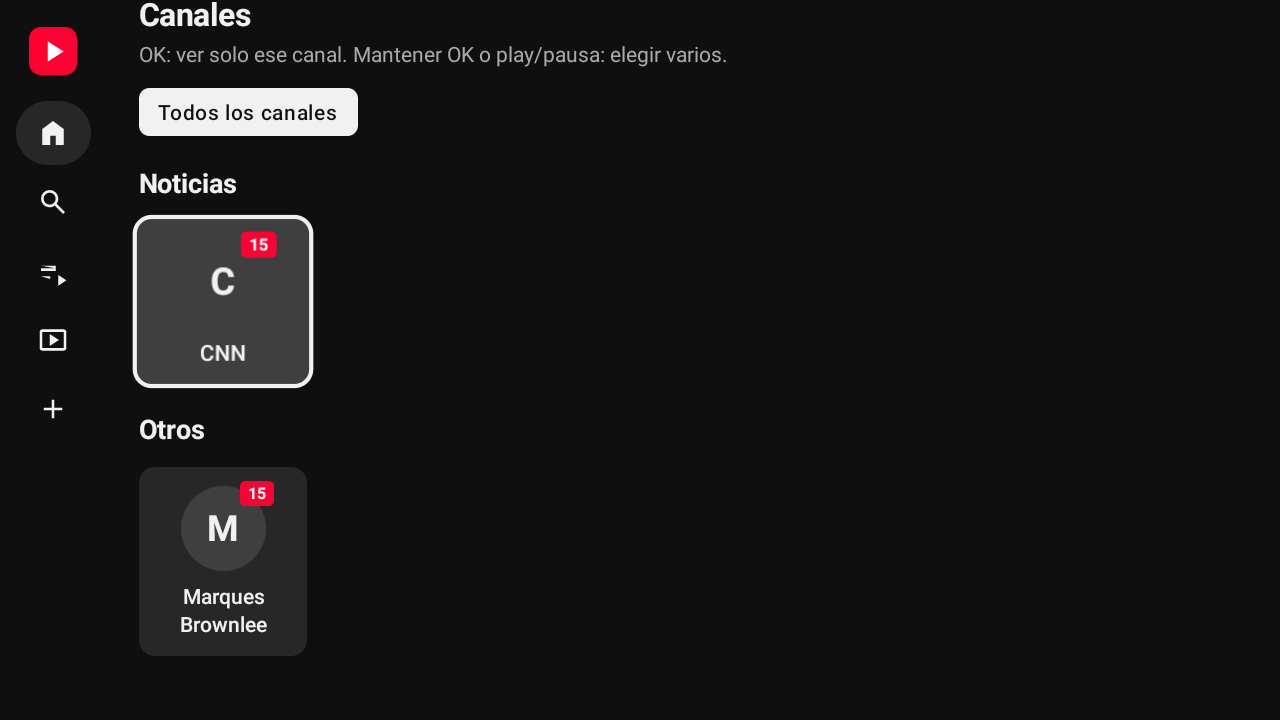 Canales
OK: ver solo ese canal. Mantener OK o play/pausa: elegir varios.
Todos los canales
Noticias
15
C
CNN
Otros
15
M
Marques
Brownlee